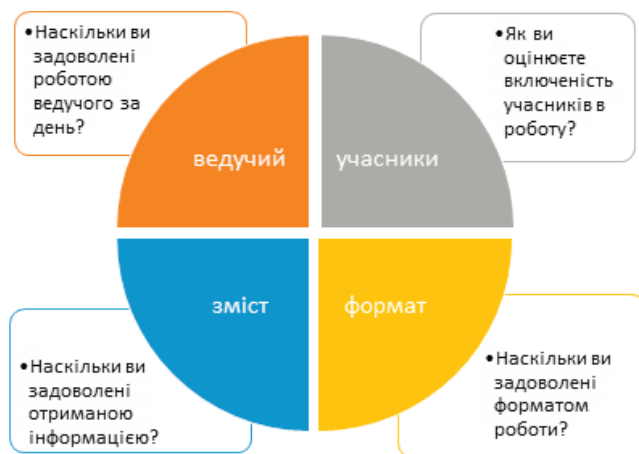 •Наскільки ви
задоволені
роботою
ведучого за
день?
•Як ви
оцінюєте
включеність
учасників в
роботу?
ведучий
учасники
зміст
формат
•Наскільки ви
задоволені
отриманою
інформацією?
•Наскільки ви
задоволені
форматом
роботи?